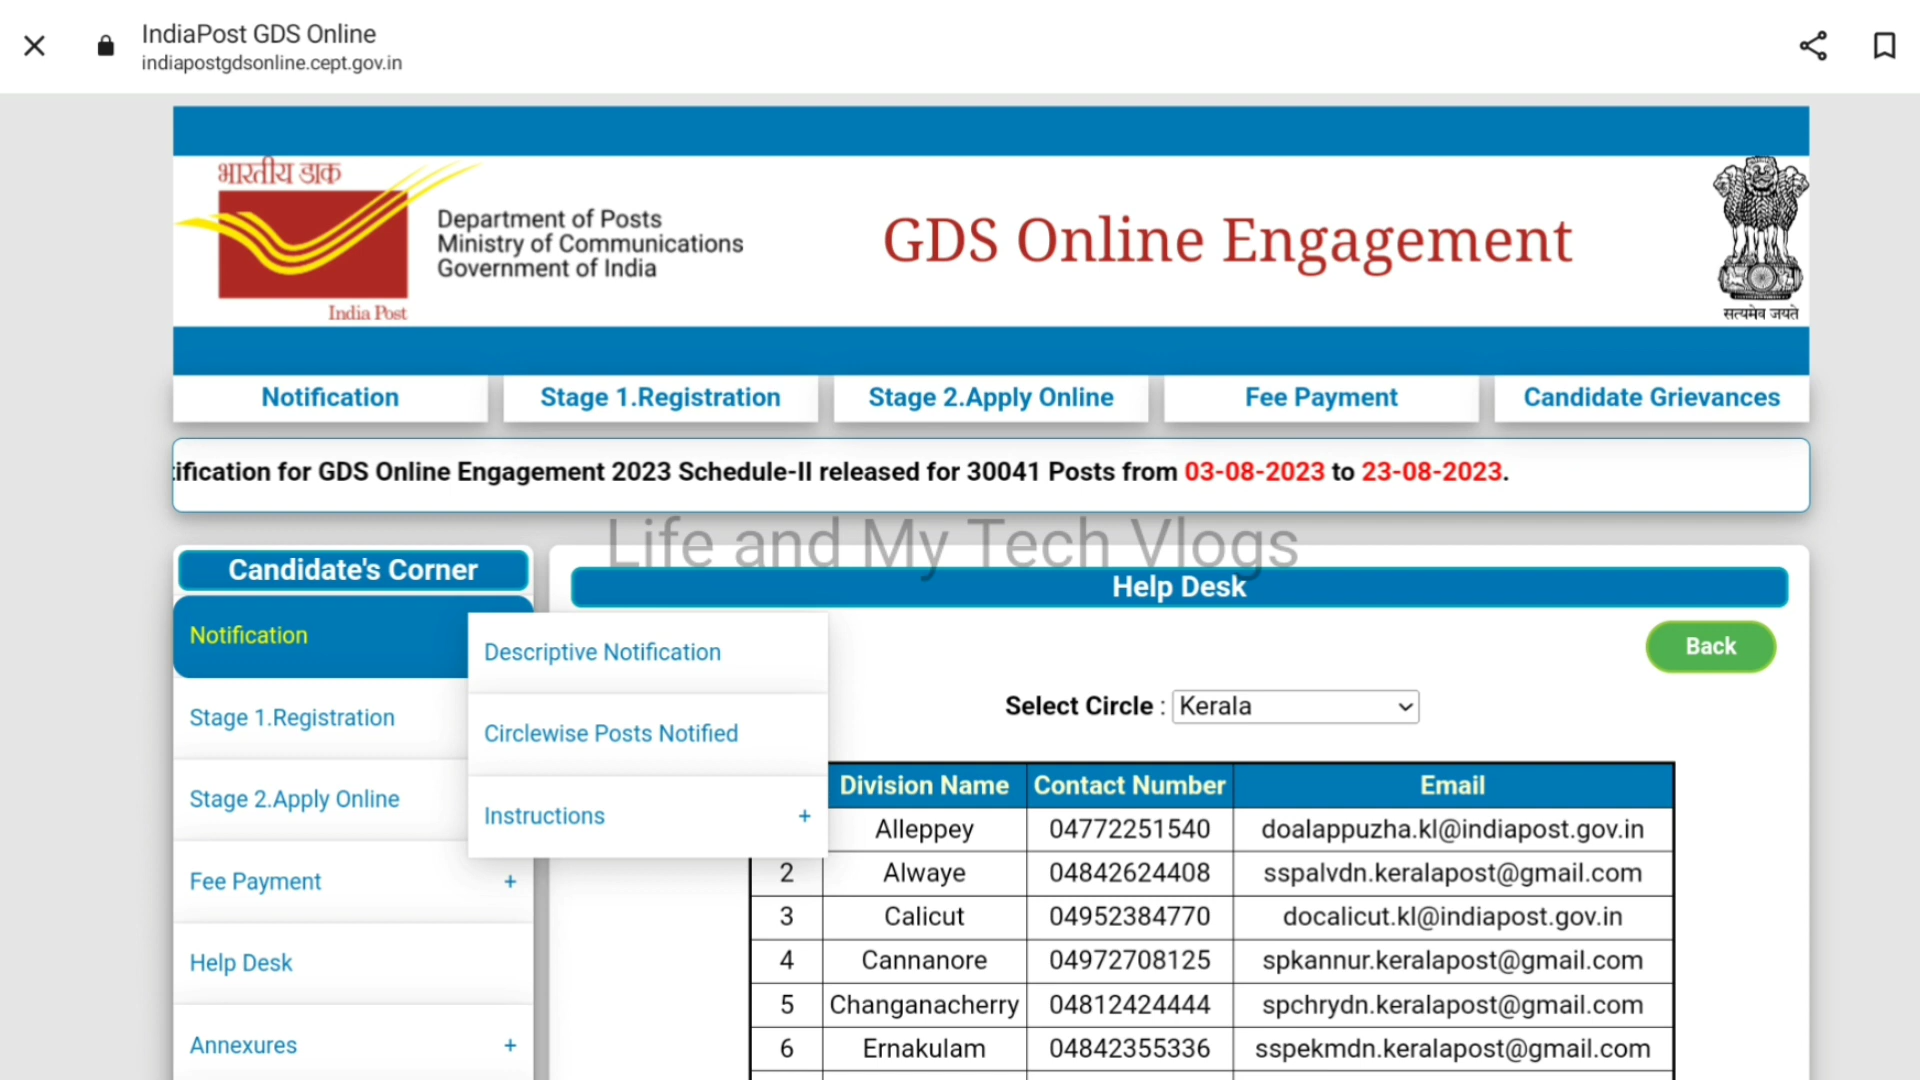 IndiaPost GDS Online
indiapostgdsonline.cept.gov.in
भारतीय डाक
India Post
Department of Posts
Ministry of Communications
Government of India
GDS Online Engagement
सत्यमेव जयते
Notification
Stage 1.Registration
Stage 2.Apply Online
Fee Payment
Candidate Grievances
ification for GDS Online Engagement 2023 Schedule-II released for 30041 Posts from 03-08-2023 to 23-08-2023.
Life and My Tech Vlogs
Candidate's Corner
Notification
Stage 1.Registration
Stage 2.Apply Online
Fee Payment +
Help Desk
Annexures +
Descriptive Notification
Circlewise Posts Notified
Instructions +
Help Desk
Back
Select Circle : Kerala
Division Name Contact Number Email
Alleppey 04772251540 doalappuzha.kl@indiapost.gov.in
2 Alwaye 04842624408 sspalvdn.keralapost@gmail.com
3 Calicut 04952384770 docalicut.kl@indiapost.gov.in
4 Cannanore 04972708125 spkannur.keralapost@gmail.com
5 Changanacherry 04812424444 spchrydn.keralapost@gmail.com
6 Ernakulam 04842355336 sspekmdn.keralapost@gmail.com